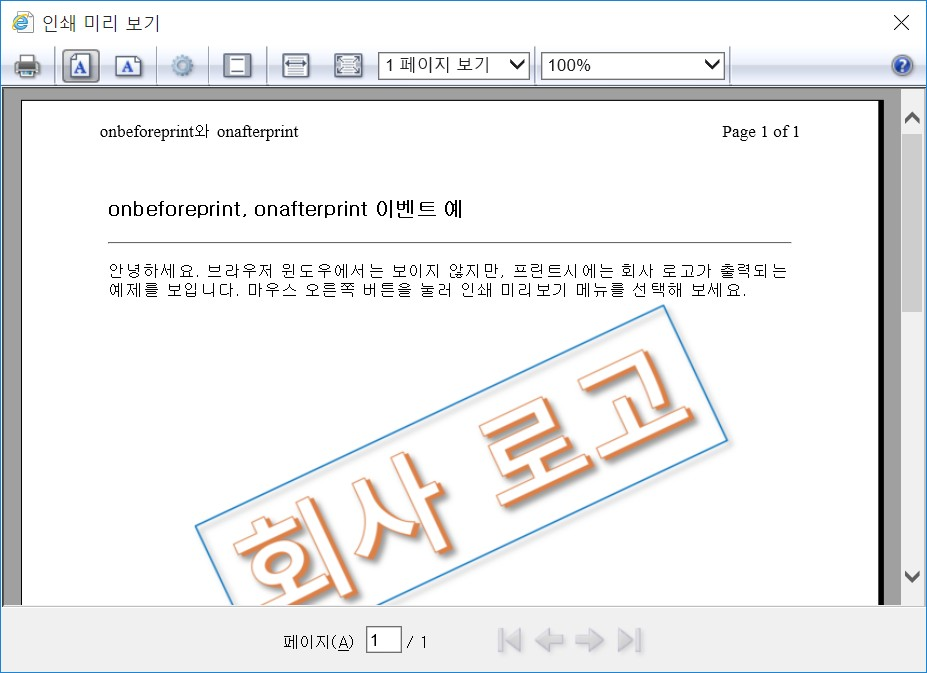 인쇄 미리 보기
1 페이지 보기 100%
onbeforeprint와 onafterprint Page 1 of 1
onbeforeprint, onafterprint 이벤트 예
안녕하세요. 브라우저 윈도우에서는 보이지 않지만, 프린트시에는 회사 로고가 출력되는
예제를 보입니다. 마우스 오른쪽 버튼을 눌러 인쇄 미리보기 메뉴를 선택해 보세요.
회사 로고
페이지(A) 1 / 1